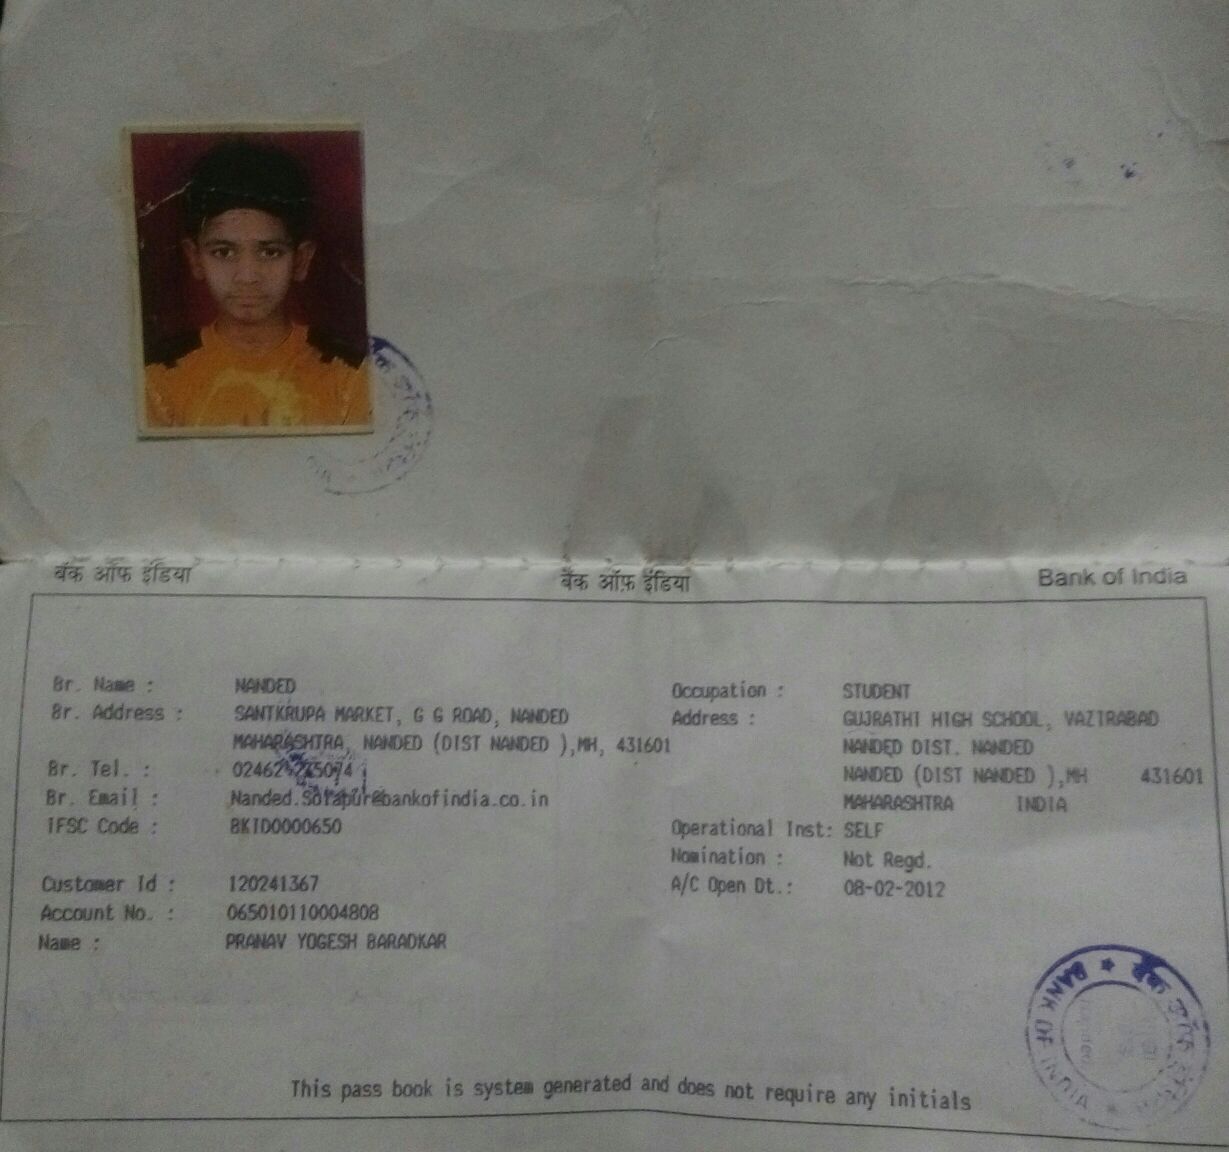 बैंक ऑफ इंडिया बैंक ऑफ़ इंडिया Bank of India
Br. Name : NANDED
Br. Address : SANTKRUPA MARKET, G G ROAD, NANDED
MAHARASHTRA, NANDED (DIST NANDED ),MH, 431601
Br. Tel. :
Br. Email : Nanded.Solapur@bankofindia.co.in
IFSC Code : BKID0000650
Customer Id : 120241367
Account No. : 065010110004808
Name : PRANAV YOGESH BARADKAR
Occupation : STUDENT
Address : GUJRATHI HIGH SCHOOL, VAZIRABAD
NANDED DIST. NANDED
NANDED (DIST NANDED ),MH 431601
MAHARASHTRA INDIA
Operational Inst: SELF
Nomination : Not Regd.
A/C Open Dt.: 08-02-2012
BANK OF INDIA
This pass book is system generated and does not require any initials